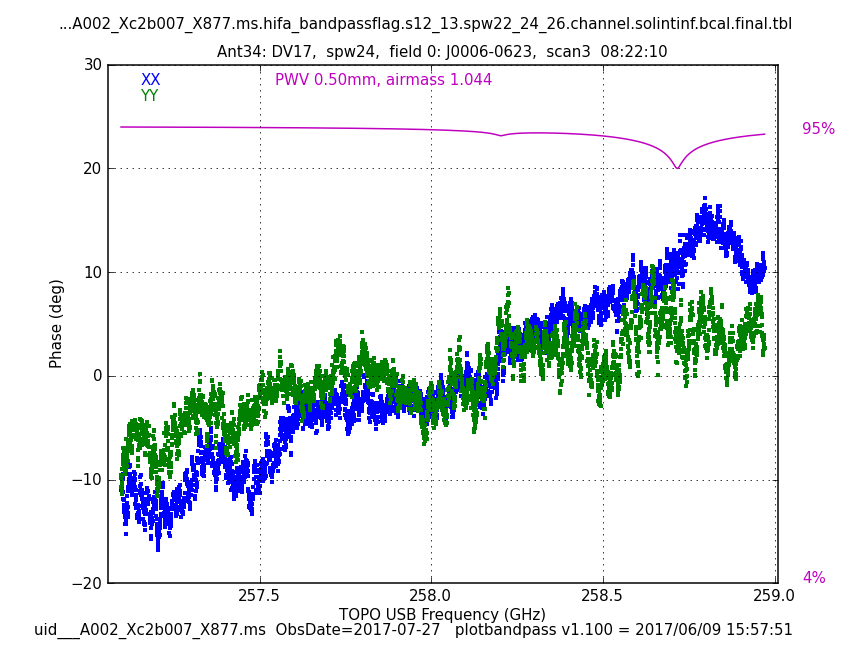 ...A002_Xc2b007_X877.ms.hifa_bandpassflag.s12_13.spw22_24_26.channel.solintinf.bcal.final.tbl
Ant34: DV17,  spw24,  field 0: J0006-0623,  scan3  08:22:10
30
XX
PWV 0.50mm, airmass 1.044
YY
95%
20
10
Phase (deg)
0
−10
−20
4%
257.5
258.0
258.5
259.0
TOPO USB Frequency (GHz)
uid___A002_Xc2b007_X877.ms  ObsDate=2017-07-27   plotbandpass v1.100 = 2017/06/09 15:57:51